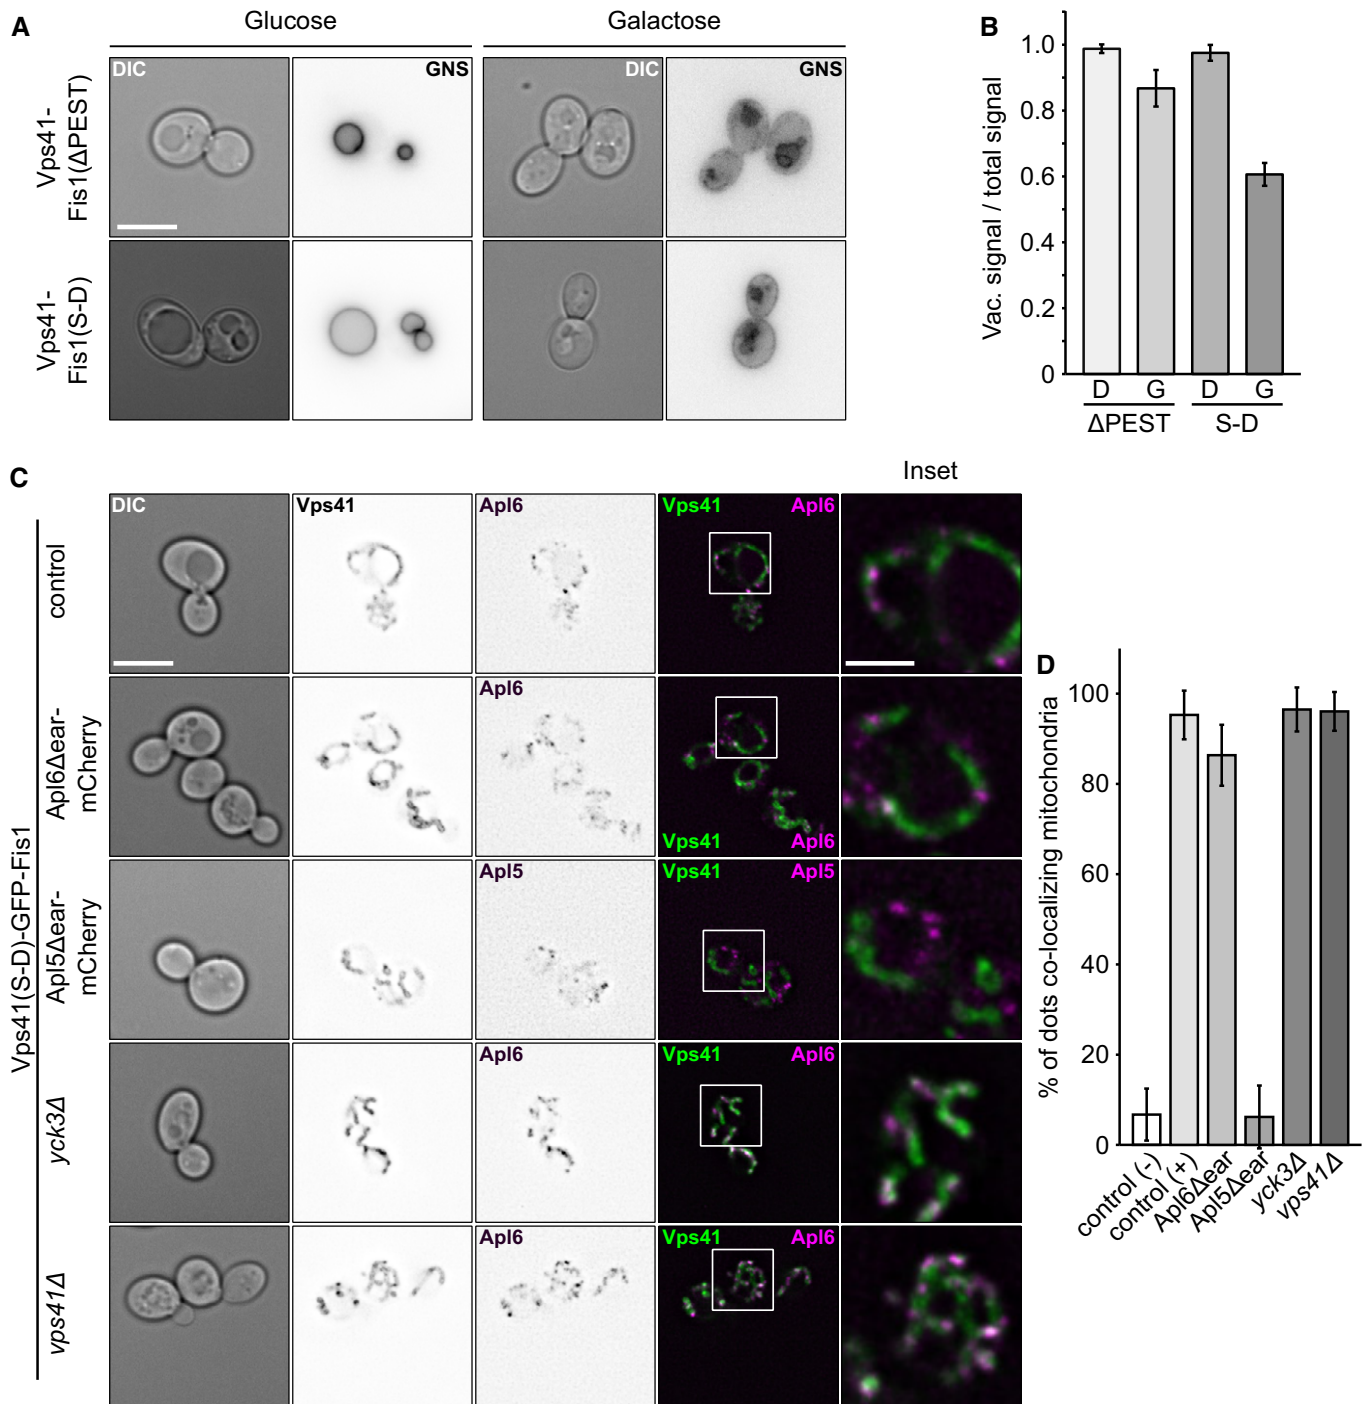 A
Glucose
Galactose
DIC
GNS
DIC
GNS
Vps41-
Fis1(ΔPEST)
Vps41-
Fis1(S-D)
B
Vac. signal / total signal
1.0
0.8
0.6
0.4
0.2
0
D
G
D
G
ΔPEST
S-D
C
Inset
Vps41(S-D)-GFP-Fis1
control
DIC
Vps41
Apl6
Vps41
Apl6
Apl6Δear-
mCherry
Apl6
Vps41
Apl6
Apl5Δear-
mCherry
Apl5
Vps41
Apl5
yck3Δ
Apl6
Vps41
Apl6
vps41Δ
Apl6
Vps41
Apl6
D
% of dots co-localizing mitochondria
100
80
60
40
20
0
control (-)
control (+)
Apl6Δear
Apl5Δear
yck3Δ
vps41Δ